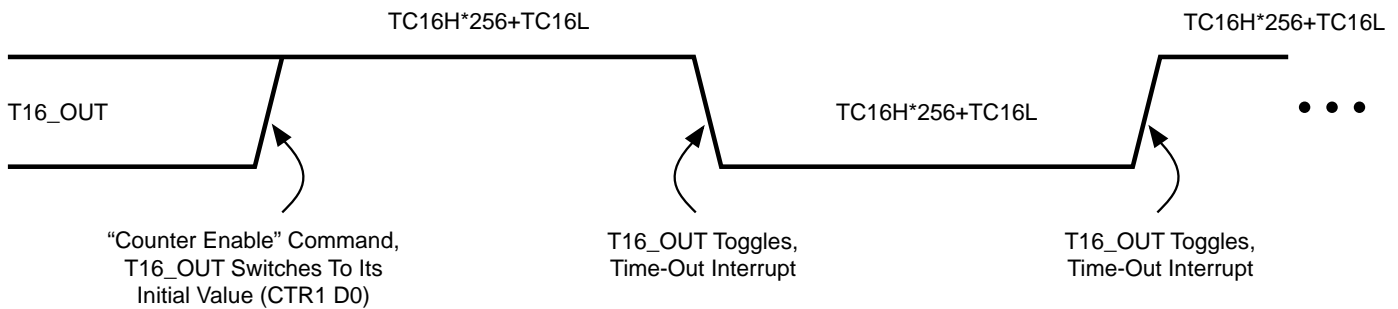 TC16H*256+TC16L
TC16H*256+TC16L
T16_OUT
TC16H*256+TC16L
“Counter Enable” Command,
T16_OUT Switches To Its
Initial Value (CTR1 D0)
T16_OUT Toggles,
Time-Out Interrupt
T16_OUT Toggles,
Time-Out Interrupt